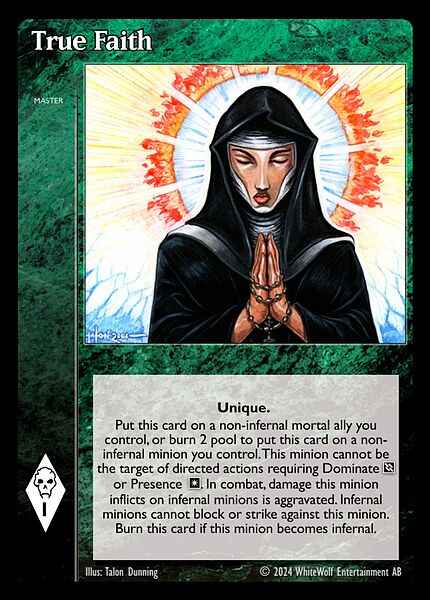 True Faith
MASTER
Unique.
Put this card on a non-infernal mortal ally you
control, or burn 2 pool to put this card on a non-
infernal minion you control.This minion cannot be
the target of directed actions requiring Dominate
or Presence . In combat, damage this minion
inflicts on infernal minions is aggravated. Infernal
minions cannot block or strike against this minion.
Burn this card if this minion becomes infernal.
I
Illus: Talon Dunning
© 2024 WhiteWolf Entertainment AB